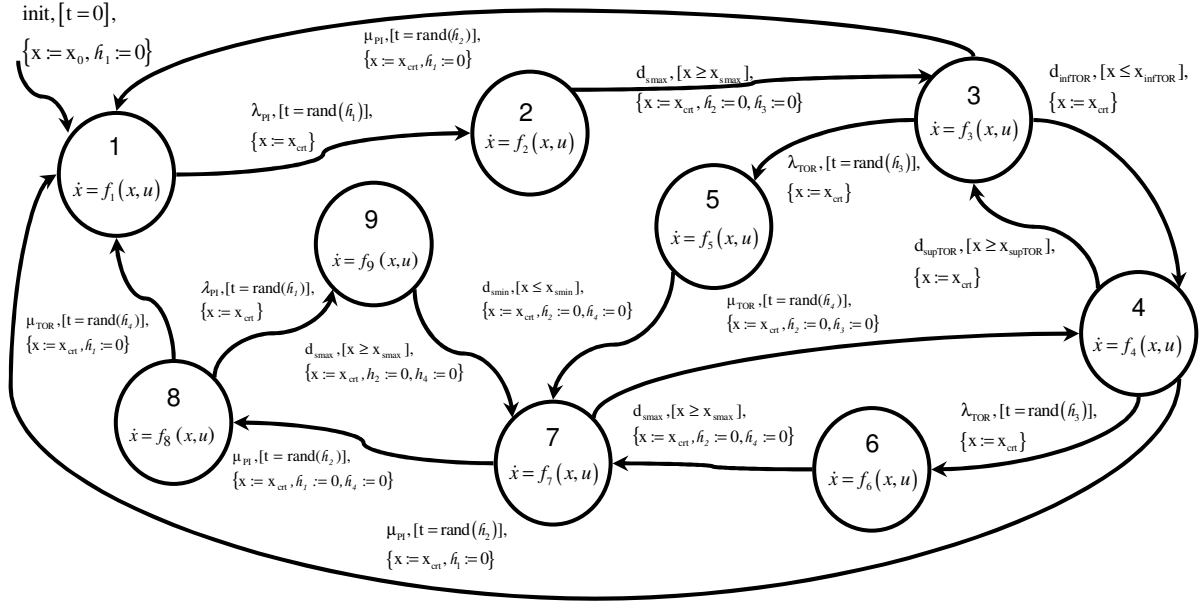 init, [t = 0],
{x := x₀, ℎ₁ := 0}
μ_PI, [t = rand(ℎ₂)],
{x := x_crt, ℎ₁ := 0}
d_smax, [x ≥ x_smax],
{x := x_crt, ℎ₂ := 0, ℎ₃ := 0}
d_infTOR, [x ≤ x_infTOR],
{x := x_crt}
1
ẋ = f₁(x,u)
λ_PI, [t = rand(ℎ₁)],
{x := x_crt}
2
ẋ = f₂(x,u)
3
ẋ = f₃(x,u)
λ_TOR, [t = rand(ℎ₃)],
{x := x_crt}
9
ẋ = f₉(x,u)
5
ẋ = f₅(x,u)
d_supTOR, [x ≥ x_supTOR],
{x := x_crt}
λ_PI, [t = rand(ℎ₁)],
{x := x_crt}
d_smin, [x ≤ x_smin],
{x := x_crt, ℎ₂ := 0, ℎ₄ := 0}
μ_TOR, [t = rand(ℎ₄)],
{x := x_crt, ℎ₂ := 0, ℎ₃ := 0}
4
ẋ = f₄(x,u)
μ_TOR, [t = rand(ℎ₄)],
{x := x_crt, ℎ₁ := 0}
d_smax, [x ≥ x_smax],
{x := x_crt, ℎ₂ := 0, ℎ₄ := 0}
8
ẋ = f₈(x,u)
7
ẋ = f₇(x,u)
d_smax, [x ≥ x_smax],
{x := x_crt, ℎ₂ := 0, ℎ₄ := 0}
6
ẋ = f₆(x,u)
λ_TOR, [t = rand(ℎ₃)],
{x := x_crt}
μ_PI, [t = rand(ℎ₂)],
{x := x_crt, ℎ₁ := 0, ℎ₄ := 0}
μ_PI, [t = rand(ℎ₂)],
{x := x_crt, ℎ₁ := 0}